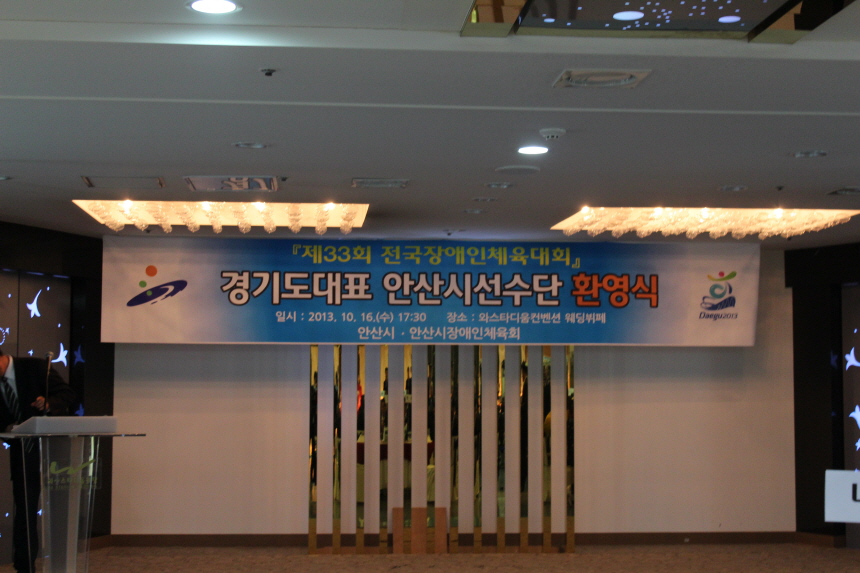 『제33회 전국장애인체육대회』
경기도대표 안산시선수단 환영식
일시 : 2013. 10. 16.(수) 17:30 장소 : 와스타디움컨벤션 웨딩뷔페
안산시 · 안산시장애인체육회
Daegu2013